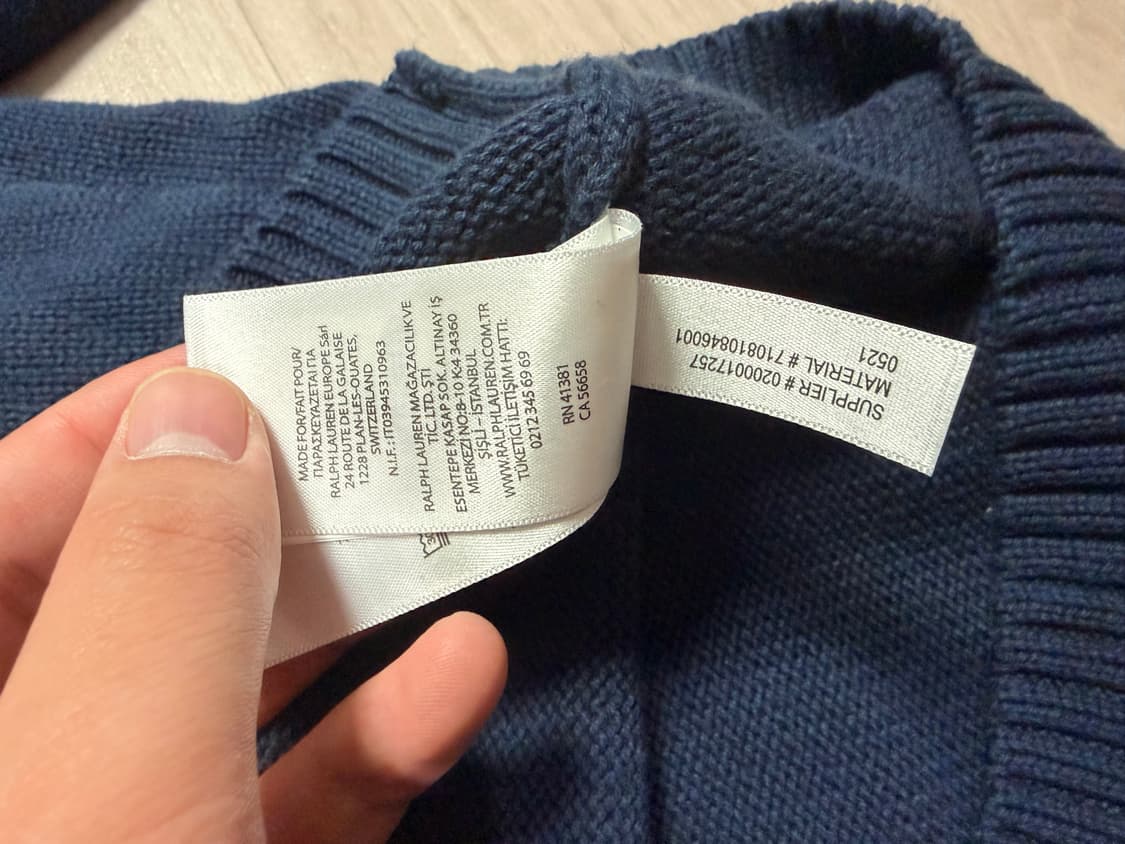 MADE FOR/FAIT POUR/
ΠΑΡΑΣΚΕΥΑΖΕΤΑΙ ΓΙΑ
RALPH LAUREN EUROPE Sàrl
24 ROUTE DE LA GALAISE
1228 PLAN-LES-OUATES,
SWITZERLAND
N.I.F.: IT03945310963
RALPH LAUREN MAĞAZACILIK VE
TİC. LTD. ŞTİ
ESENTEPE KASAP SOK. ALTINAY İŞ
MERKEZİ NO:8-10 K:4 34360
ŞİŞLİ – İSTANBUL
WWW.RALPHLAUREN.COM.TR
TÜKETİCİ İLETİŞİM HATTI:
0212 345 69 69
RN 41381
CA 56658
SUPPLIER # 0200017257
MATERIAL # 710810846001
0521